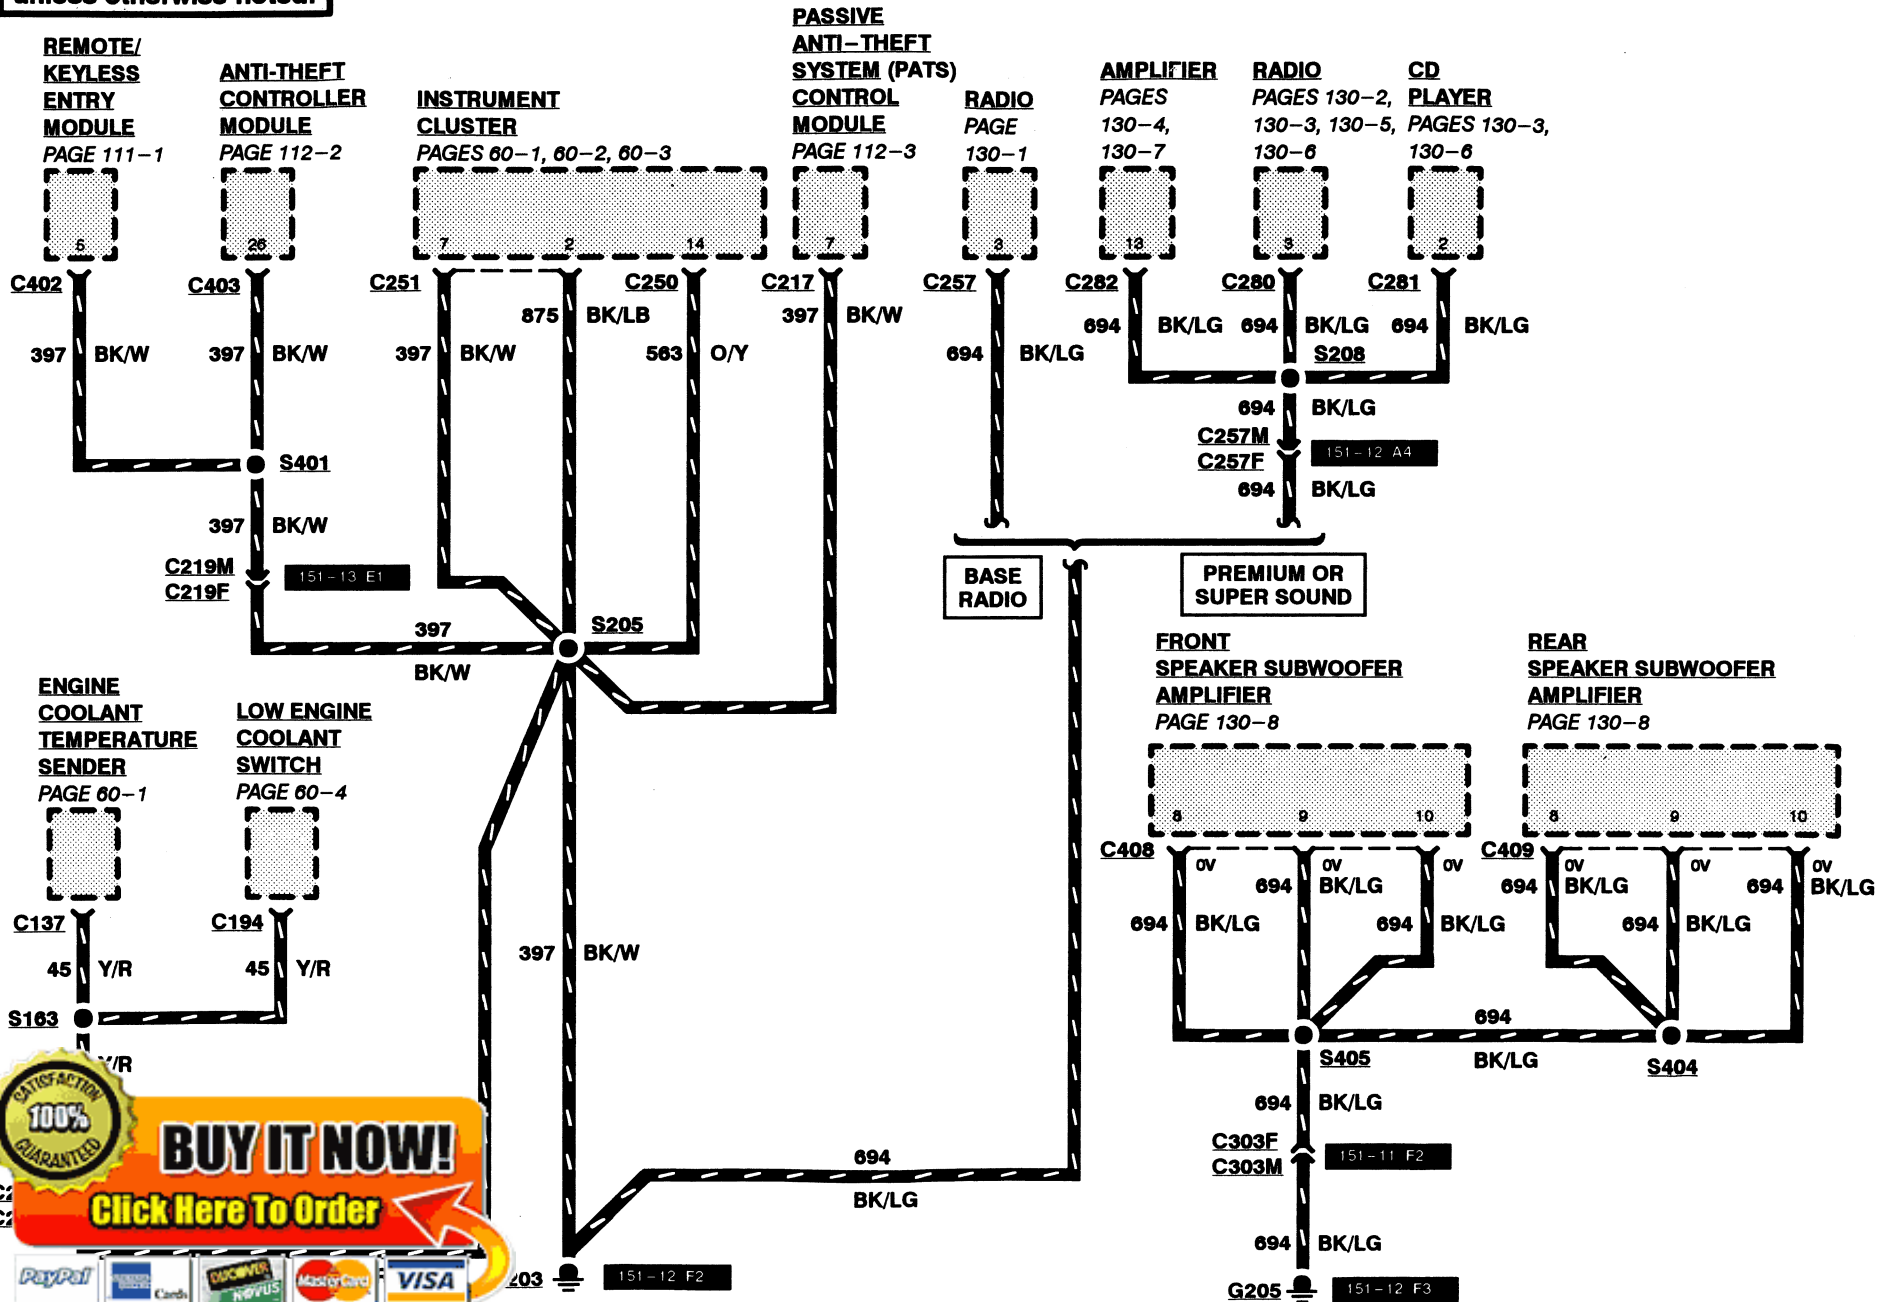 unless otherwise noted.
REMOTE/
KEYLESS
ENTRY
MODULE
PAGE 111–1
ANTI-THEFT
CONTROLLER
MODULE
PAGE 112–2
INSTRUMENT
CLUSTER
PAGES 60–1, 60–2, 60–3
PASSIVE
ANTI–THEFT
SYSTEM (PATS)
CONTROL
MODULE
PAGE 112–3
RADIO
PAGE
130–1
AMPLIFIER
PAGES
130–4,
130–7
RADIO
PAGES 130–2,
130–3, 130–5,
130–6
CD
PLAYER
PAGES 130–3,
130–6
5
26
7
2
14
7
3
13
3
2
C402
C403
C251
C250
C217
C257
C282
C280
C281
875 BK/LB
397 BK/W
694 BK/LG
694 BK/LG
694 BK/LG
397 BK/W
397 BK/W
397 BK/W
563 O/Y
694 BK/LG
S208
694 BK/LG
C257M
C257F
151–12 A4
694 BK/LG
S401
397 BK/W
C219M
C219F
151–13 E1
BASE
RADIO
PREMIUM OR
SUPER SOUND
397
BK/W
S205
ENGINE
COOLANT
TEMPERATURE
SENDER
PAGE 60–1
LOW ENGINE
COOLANT
SWITCH
PAGE 60–4
FRONT
SPEAKER SUBWOOFER
AMPLIFIER
PAGE 130–8
REAR
SPEAKER SUBWOOFER
AMPLIFIER
PAGE 130–8
8
9
10
8
9
10
C408
0V
0V
0V
C409
0V
0V
0V
694 BK/LG
694 BK/LG
694 BK/LG
694 BK/LG
694 BK/LG
694 BK/LG
C137
C194
45 Y/R
45 Y/R
397 BK/W
S163
Y/R
694
BK/LG
S405
S404
694 BK/LG
C303F
C303M
151–11 F2
694
BK/LG
694 BK/LG
203
151–12 F2
G205
151–12 F3
SATISFACTION
100%
GUARANTEED
BUY IT NOW!
Click Here To Order
PayPal
Cards
DISCOVER
NOVUS
MasterCard
VISA